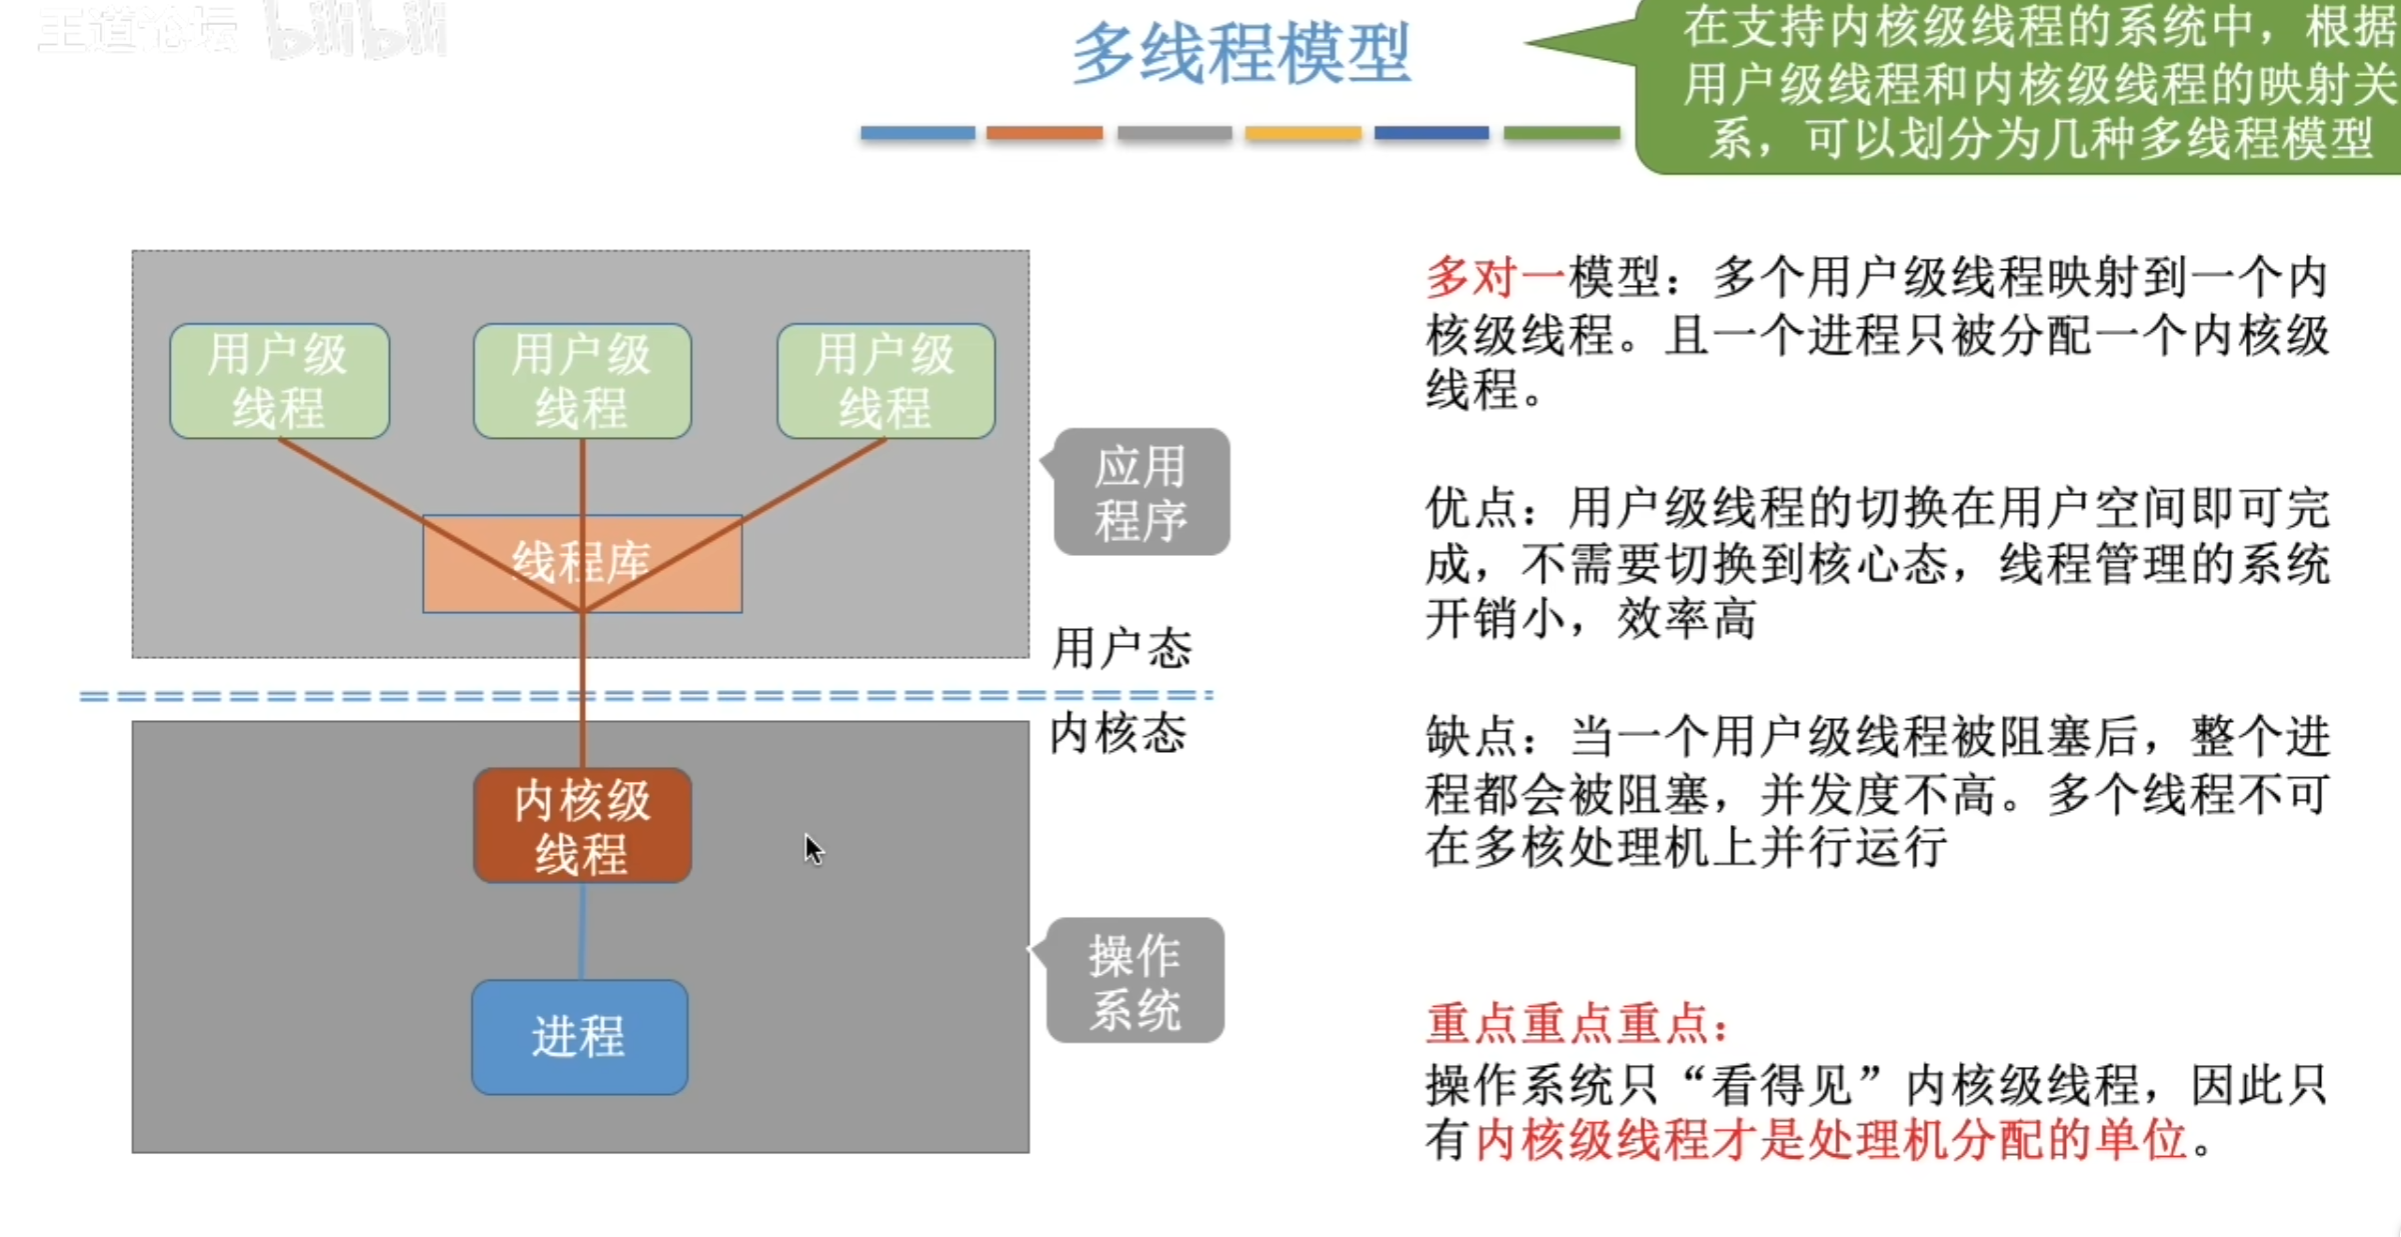 王道论坛 bilibili
多线程模型
在支持内核级线程的系统中，根据
用户级线程和内核级线程的映射关
系，可以划分为几种多线程模型
用户级
线程
用户级
线程
用户级
线程
线程库
应用
程序
用户态
内核态
内核级
线程
进程
操作
系统
多对一模型：多个用户级线程映射到一个内
核级线程。且一个进程只被分配一个内核级
线程。
优点：用户级线程的切换在用户空间即可完
成，不需要切换到核心态，线程管理的系统
开销小，效率高
缺点：当一个用户级线程被阻塞后，整个进
程都会被阻塞，并发度不高。多个线程不可
在多核处理机上并行运行
重点重点重点：
操作系统只“看得见”内核级线程，因此只
有内核级线程才是处理机分配的单位。